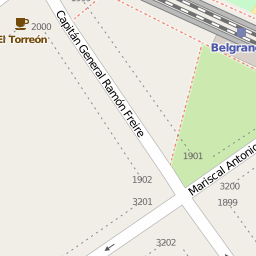 2000
El Torreón
Capitán General Ramón Freire
Belgrano
1901
1902
Mariscal Antonio
3200
3201
1899
3202